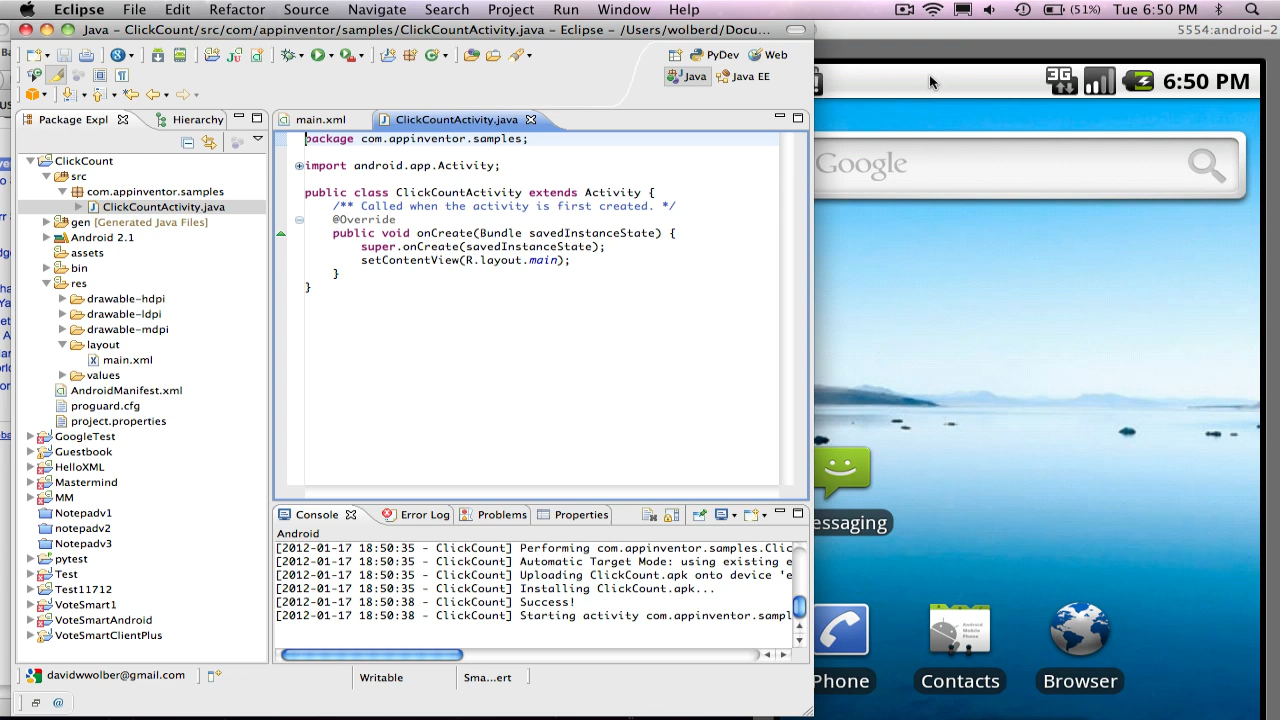 Eclipse File Edit Refactor Source Navigate Search Project Run Window Help (51%) Tue 6:50 PM
Java – ClickCount/src/com/appinventor/samples/ClickCountActivity.java – Eclipse – /Users/wolberd/Docu...
5554:android-2
PyDev Web
Java Java EE
3G 6:50 PM
Package Expl Hierarchy
main.xml ClickCountActivity.java
ClickCount
src
com.appinventor.samples
ClickCountActivity.java
gen [Generated Java Files]
Android 2.1
assets
bin
res
drawable-hdpi
drawable-ldpi
drawable-mdpi
layout
main.xml
values
AndroidManifest.xml
proguard.cfg
project.properties
GoogleTest
Guestbook
HelloXML
Mastermind
MM
Notepadv1
notepadv2
Notepadv3
pytest
Test
Test11712
VoteSmart1
VoteSmartAndroid
VoteSmartClientPlus
package com.appinventor.samples;
import android.app.Activity;
public class ClickCountActivity extends Activity {
/** Called when the activity is first created. */
@Override
public void onCreate(Bundle savedInstanceState) {
super.onCreate(savedInstanceState);
setContentView(R.layout.main);
}
}
Console Error Log Problems Properties
Android
[2012-01-17 18:50:35 - ClickCount] Performing com.appinventor.samples.Clic
[2012-01-17 18:50:35 - ClickCount] Automatic Target Mode: using existing e
[2012-01-17 18:50:35 - ClickCount] Uploading ClickCount.apk onto device 'e
[2012-01-17 18:50:35 - ClickCount] Installing ClickCount.apk...
[2012-01-17 18:50:38 - ClickCount] Success!
[2012-01-17 18:50:38 - ClickCount] Starting activity com.appinventor.sampl
davidwwolber@gmail.com
Writable Sma...ert
Google
essaging
Phone Contacts Browser